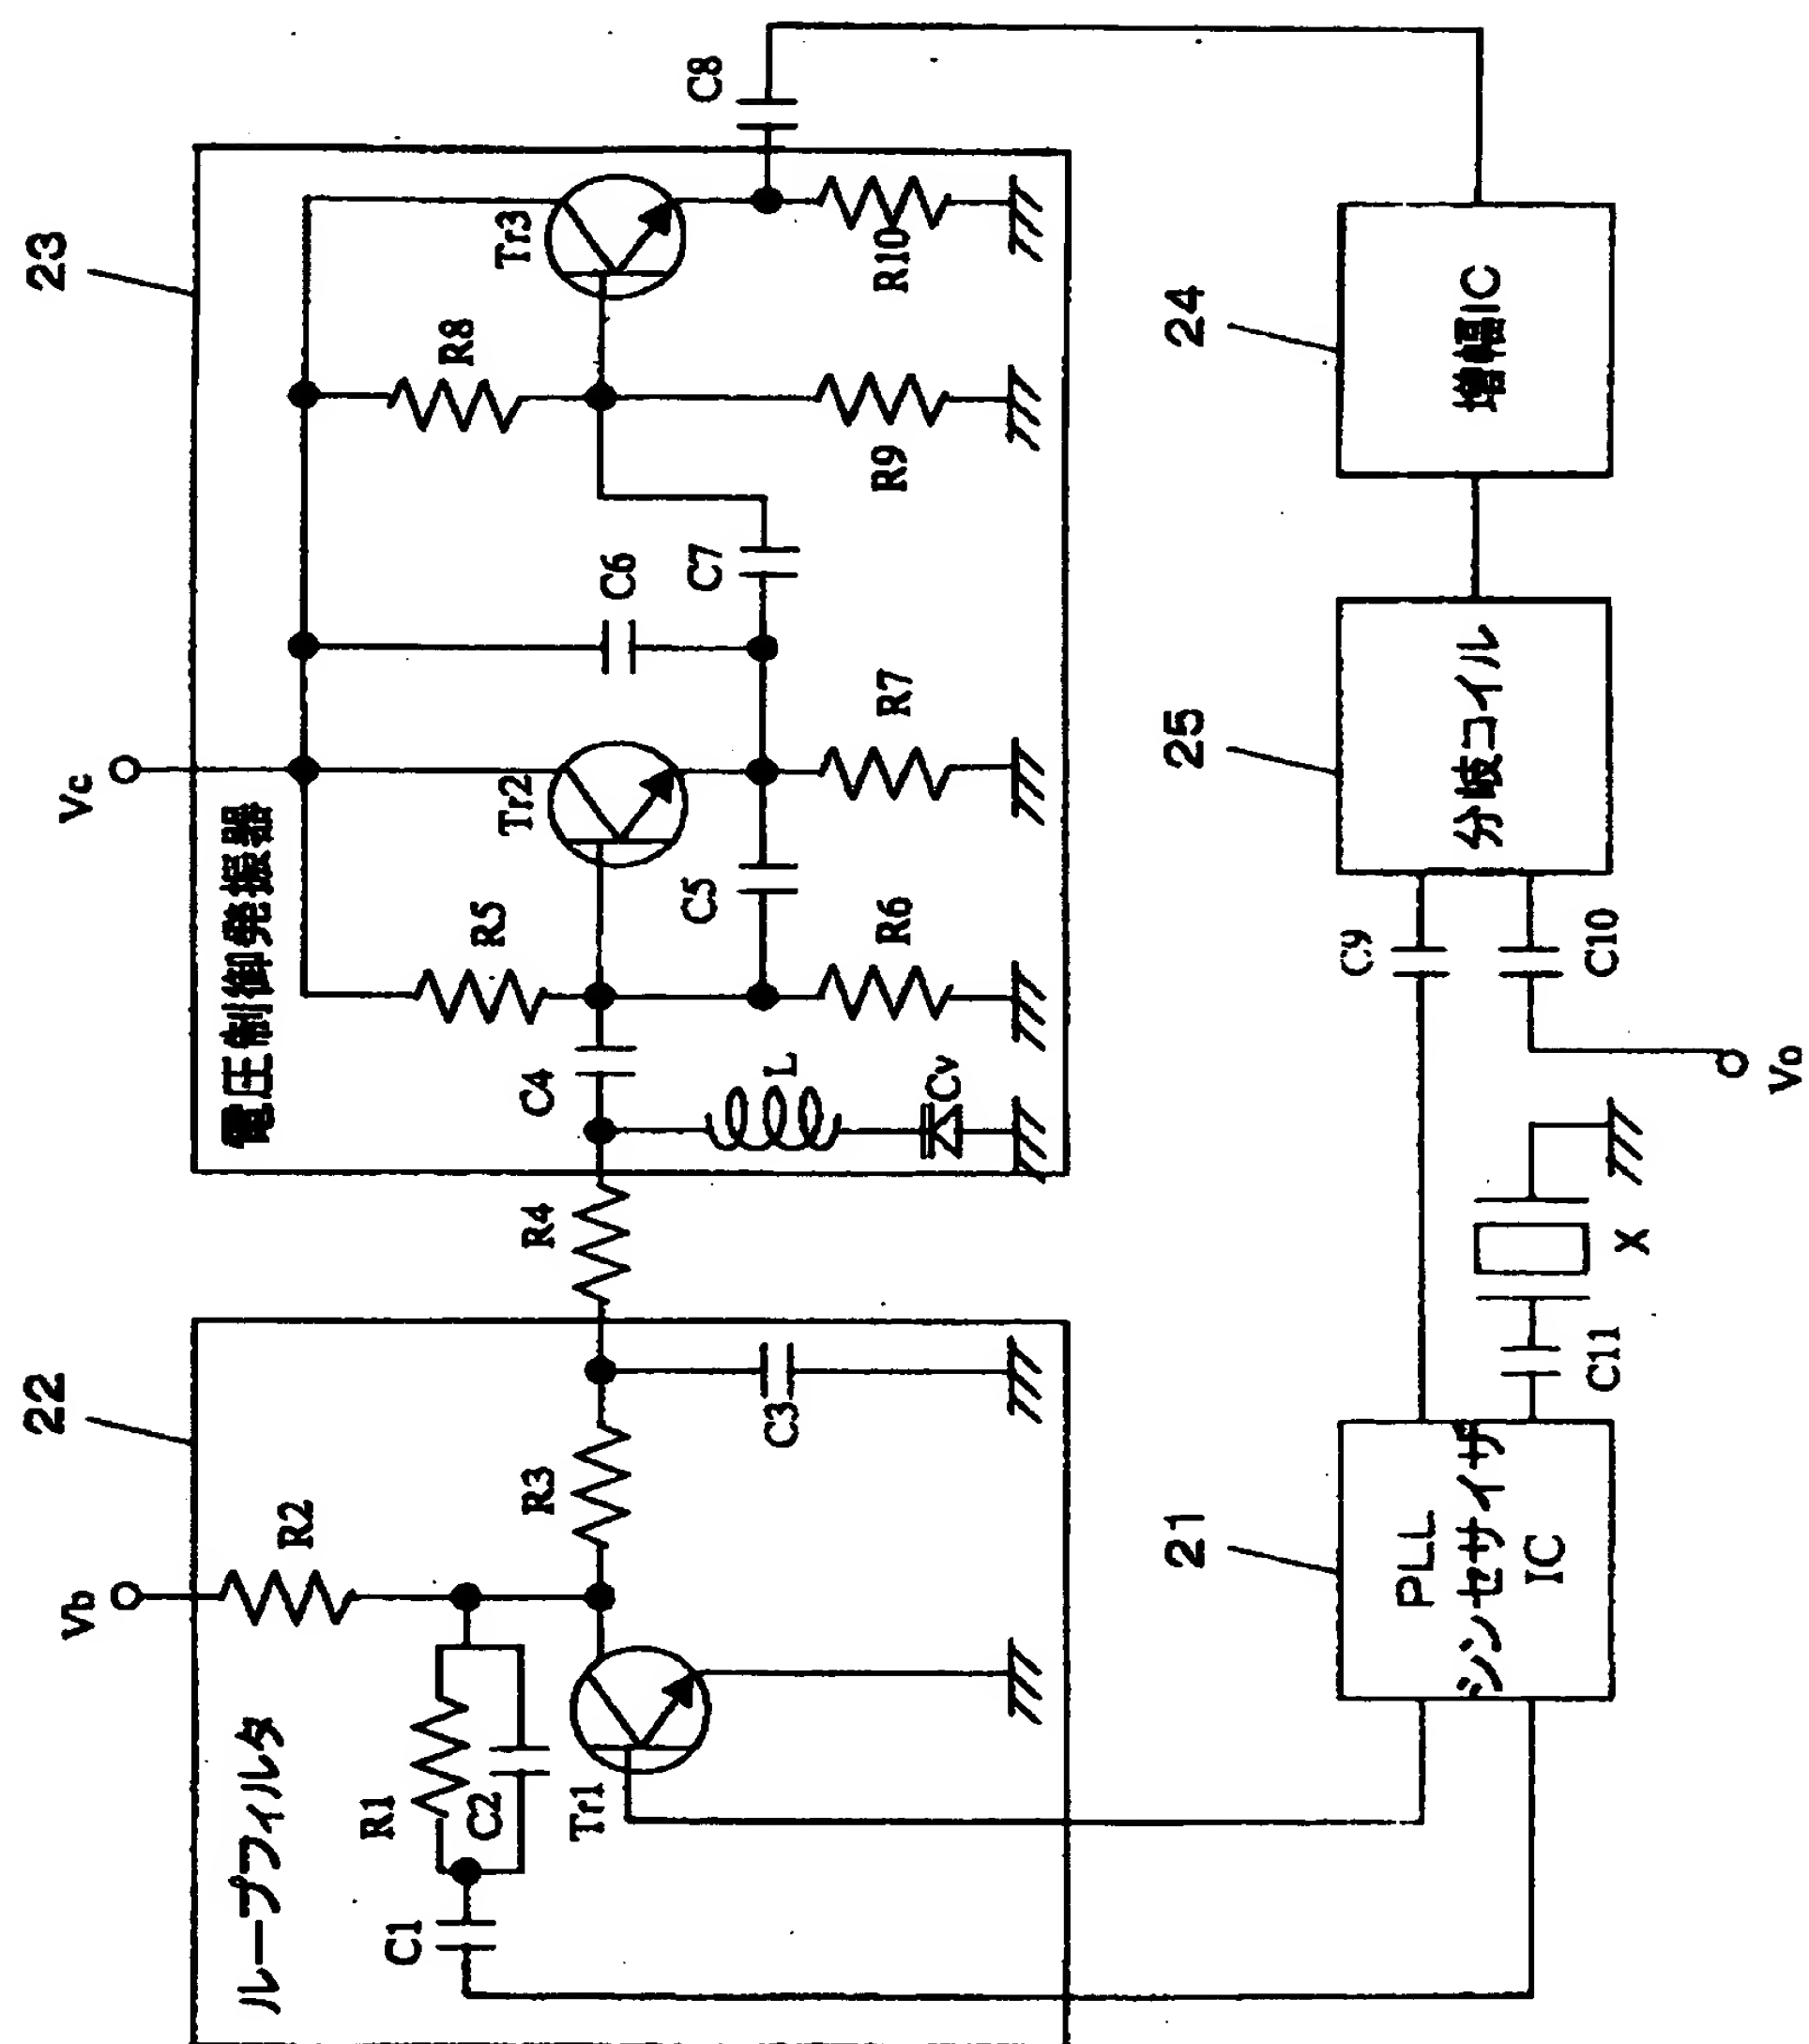 ループフィルタ
22
Vb
R2
R1
C2
C1
Tr1
R3
C3
R4
電圧制御発振器
23
Vc
C4
L
Cv
R5
R6
C5
Tr2
R7
C6
C7
R8
R9
Tr3
R10
C8
21
PLL
シンセサイザ
IC
C11
X
C9
C10
Vo
25
分岐コイル
24
増幅IC